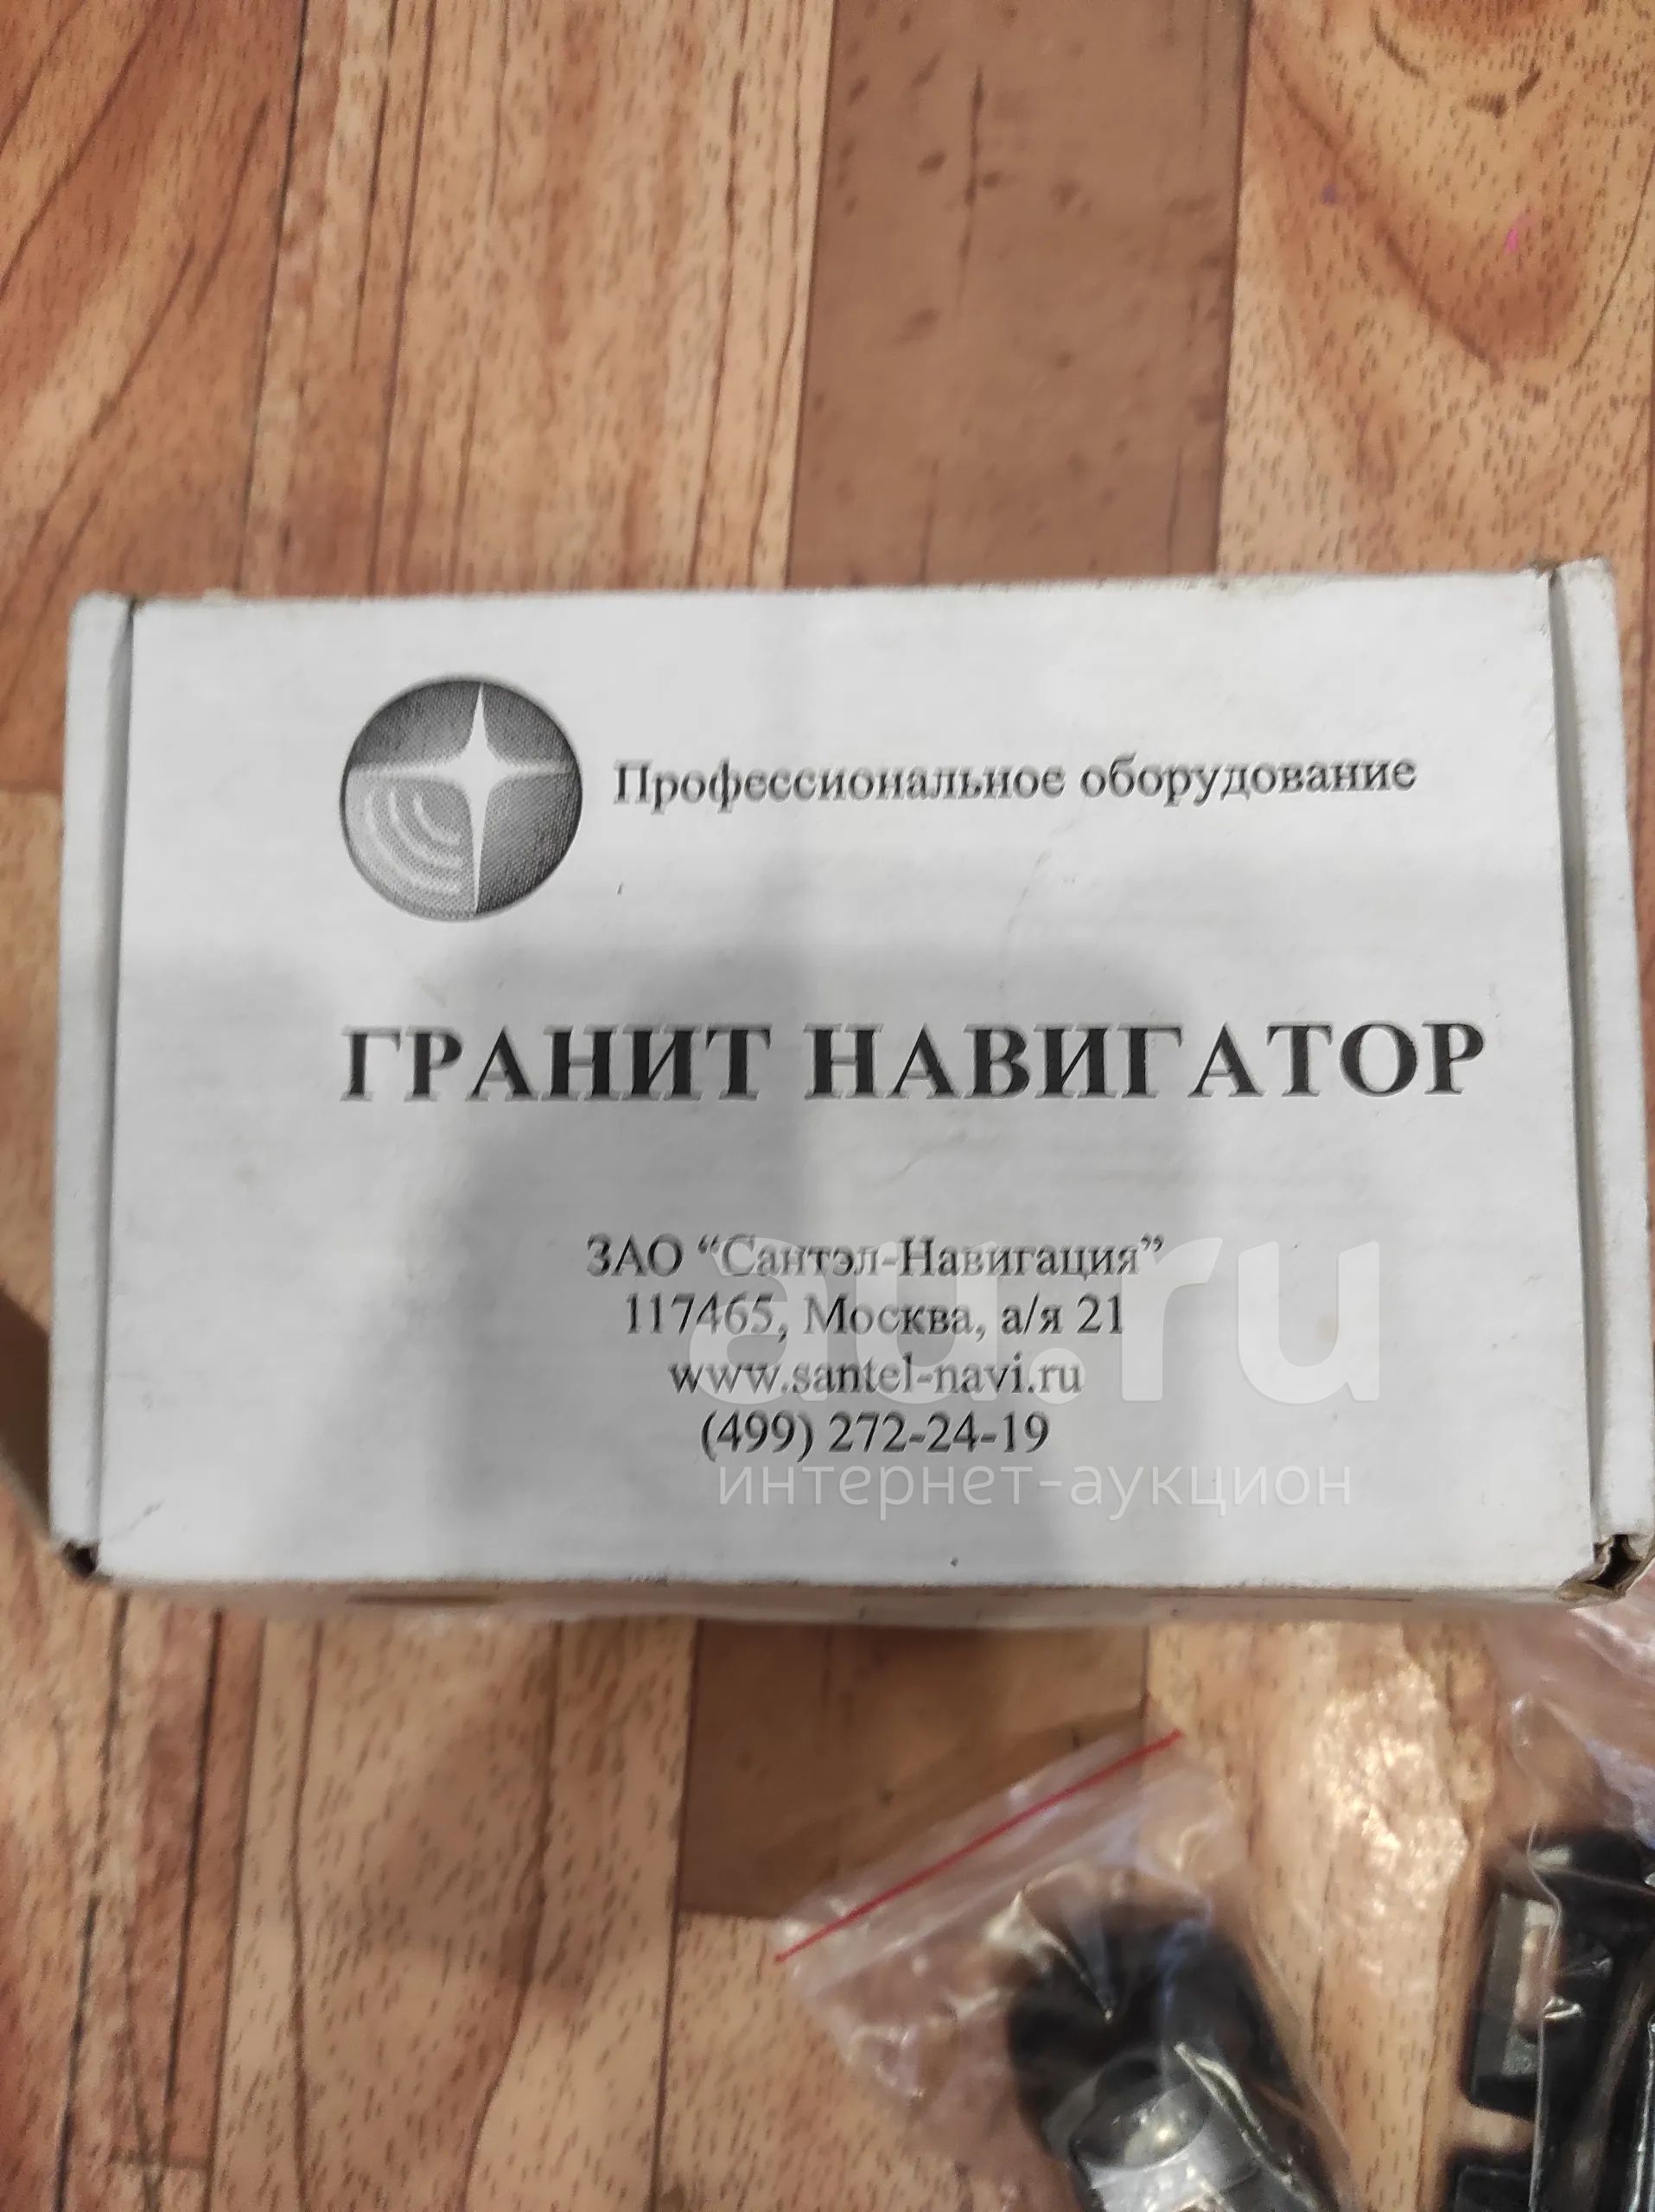 Профессиональное оборудование
ГРАНИТ НАВИГАТОР
ЗАО “Сантэл-Навигация”
117465, Москва, а/я 21
www.santel-navi.ru
(499) 272-24-19
au.ru
интернет-аукцион